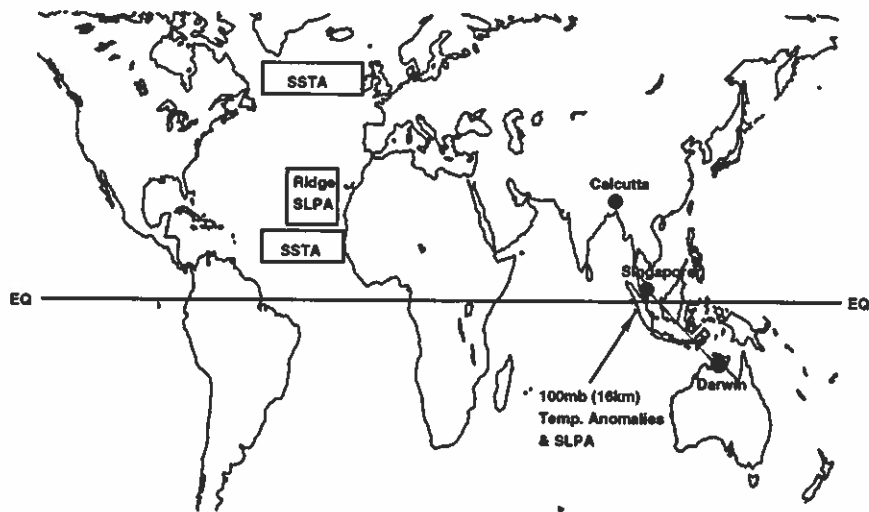 SSTA
Ridge
SLPA
SSTA
Calcutta
Singapore
EQ
EQ
Darwin
100mb (16km)
Temp. Anomalies
& SLPA